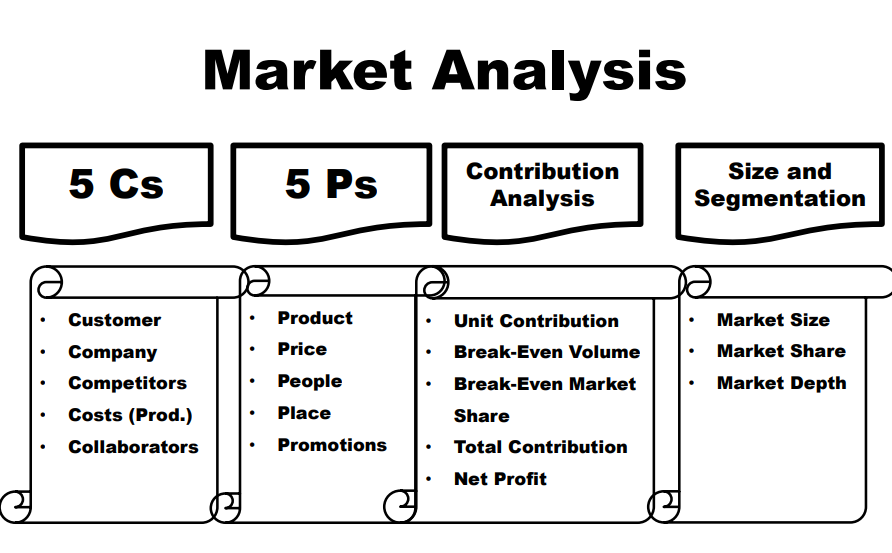 Market Analysis
5 Cs
5 Ps
Contribution
Analysis
Size and
Segmentation
• Customer
• Company
• Competitors
• Costs (Prod.)
• Collaborators
• Product
• Price
• People
• Place
• Promotions
• Unit Contribution
• Break-Even Volume
• Break-Even Market
Share
• Total Contribution
• Net Profit
• Market Size
• Market Share
• Market Depth